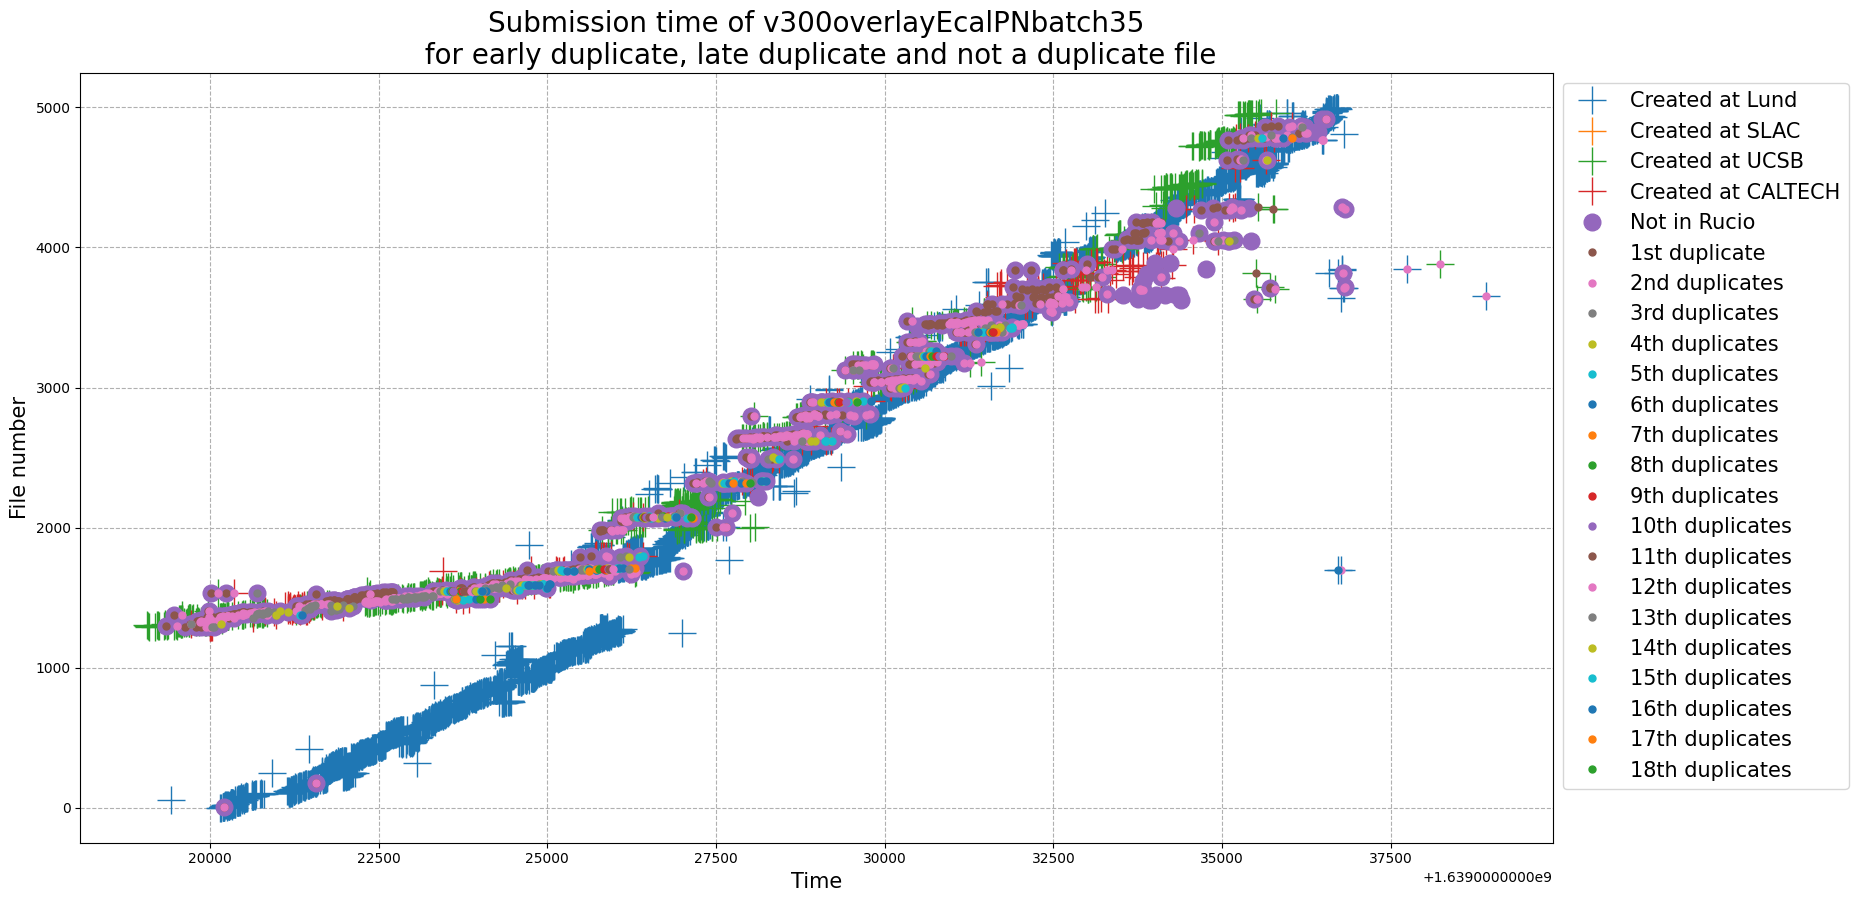 Submission time of v300overlayEcalPNbatch35
for early duplicate, late duplicate and not a duplicate file
File number
5000
4000
3000
2000
1000
0
20000
22500
25000
27500
30000
32500
35000
37500
+1.6390000000e9
Time
Created at Lund
Created at SLAC
Created at UCSB
Created at CALTECH
Not in Rucio
1st duplicate
2nd duplicates
3rd duplicates
4th duplicates
5th duplicates
6th duplicates
7th duplicates
8th duplicates
9th duplicates
10th duplicates
11th duplicates
12th duplicates
13th duplicates
14th duplicates
15th duplicates
16th duplicates
17th duplicates
18th duplicates